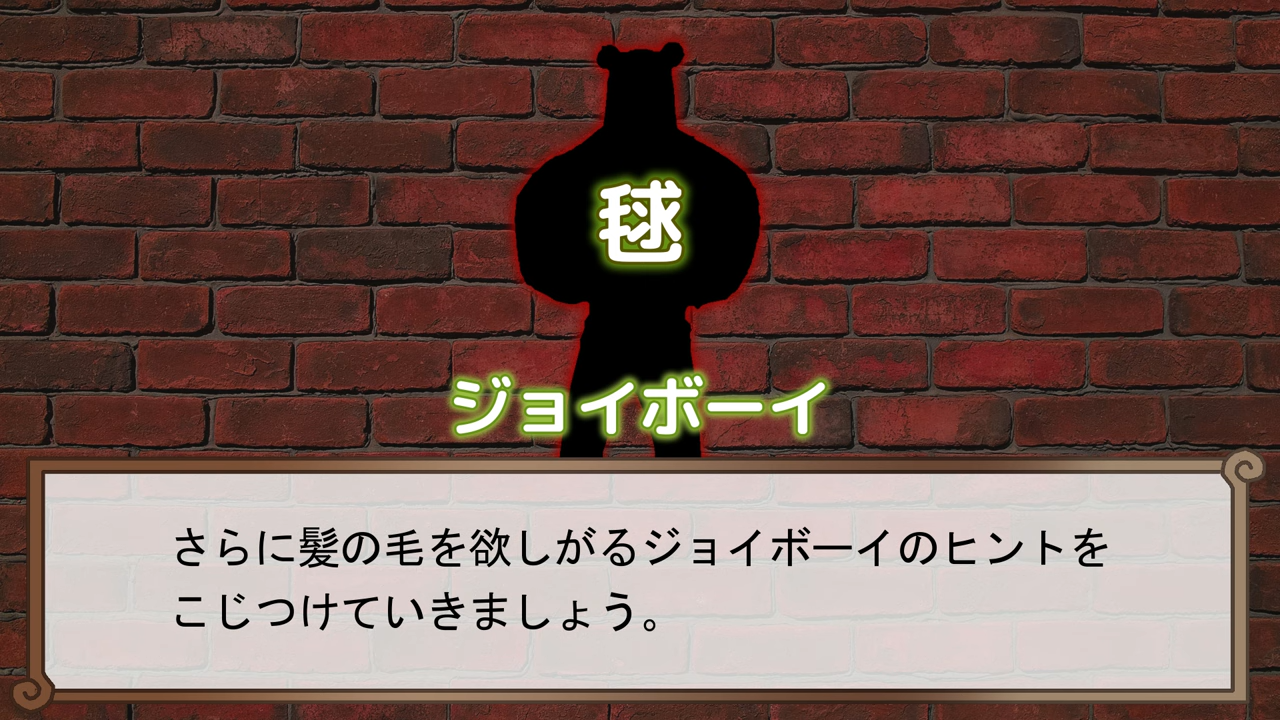 毬
ジョイボーイ
さらに髪の毛を欲しがるジョイボーイのヒントを
こじつけていきましょう。